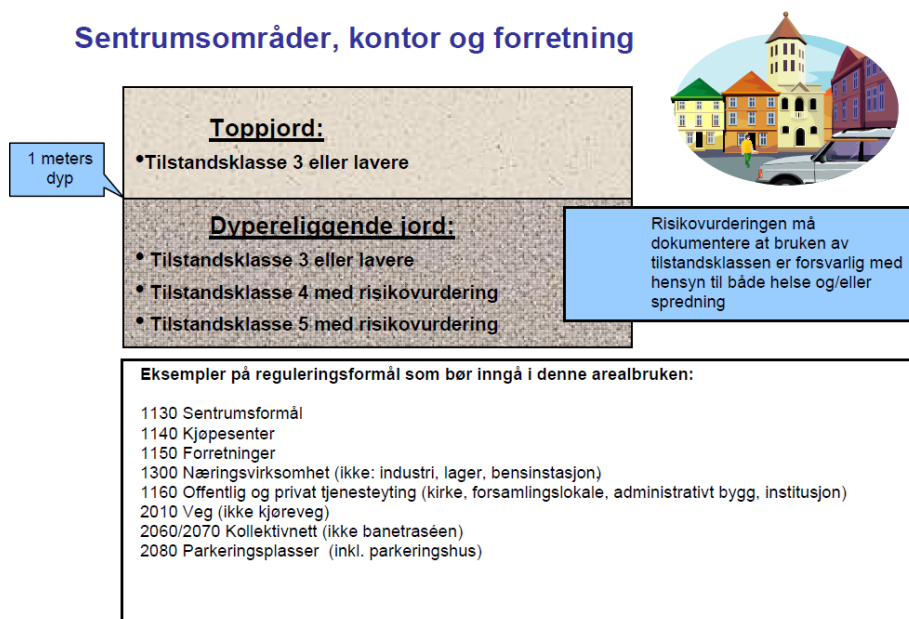 Sentrumsområder, kontor og forretning
Toppjord:
•Tilstandsklasse 3 eller lavere
1 meters
dyp
Dypereliggende jord:
• Tilstandsklasse 3 eller lavere
• Tilstandsklasse 4 med risikovurdering
• Tilstandsklasse 5 med risikovurdering
Risikovurderingen må
dokumentere at bruken av
tilstandsklassen er forsvarlig med
hensyn til både helse og/eller
spredning
Eksempler på reguleringsformål som bør inngå i denne arealbruken:
1130 Sentrumsformål
1140 Kjøpesenter
1150 Forretninger
1300 Næringsvirksomhet (ikke: industri, lager, bensinstasjon)
1160 Offentlig og privat tjenesteyting (kirke, forsamlingslokale, administrativt bygg, institusjon)
2010 Veg (ikke kjøreveg)
2060/2070 Kollektivnett (ikke banetraséen)
2080 Parkeringsplasser (inkl. parkeringshus)